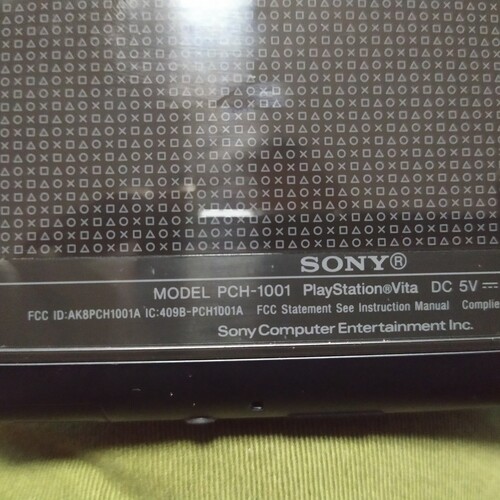 SONY®
MODEL PCH-1001 PlayStation®Vita DC 5V⎓
FCC ID:AK8PCH1001A IC:409B-PCH1001A FCC Statement See Instruction Manual Complie
Sony Computer Entertainment Inc.